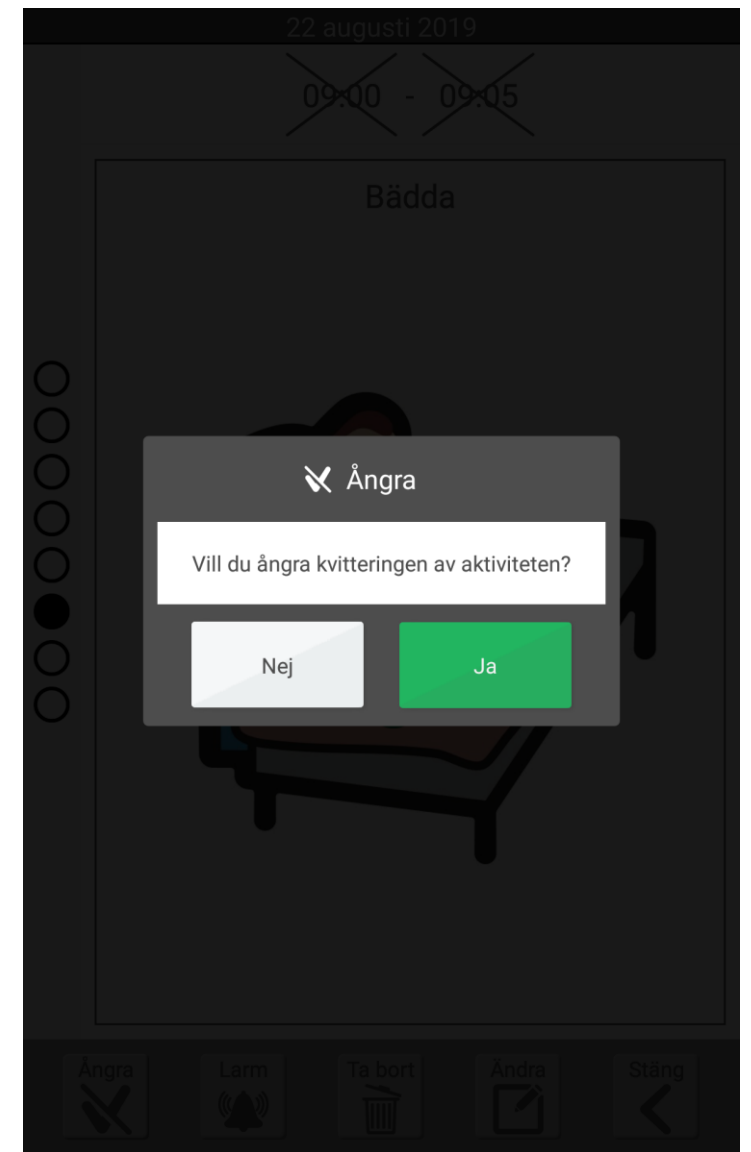 22 augusti 2019
09:00 - 09:05
Bädda
Ångra
Vill du ångra kvitteringen av aktiviteten?
Nej Ja
Ångra Larm Ta bort Ändra Stäng